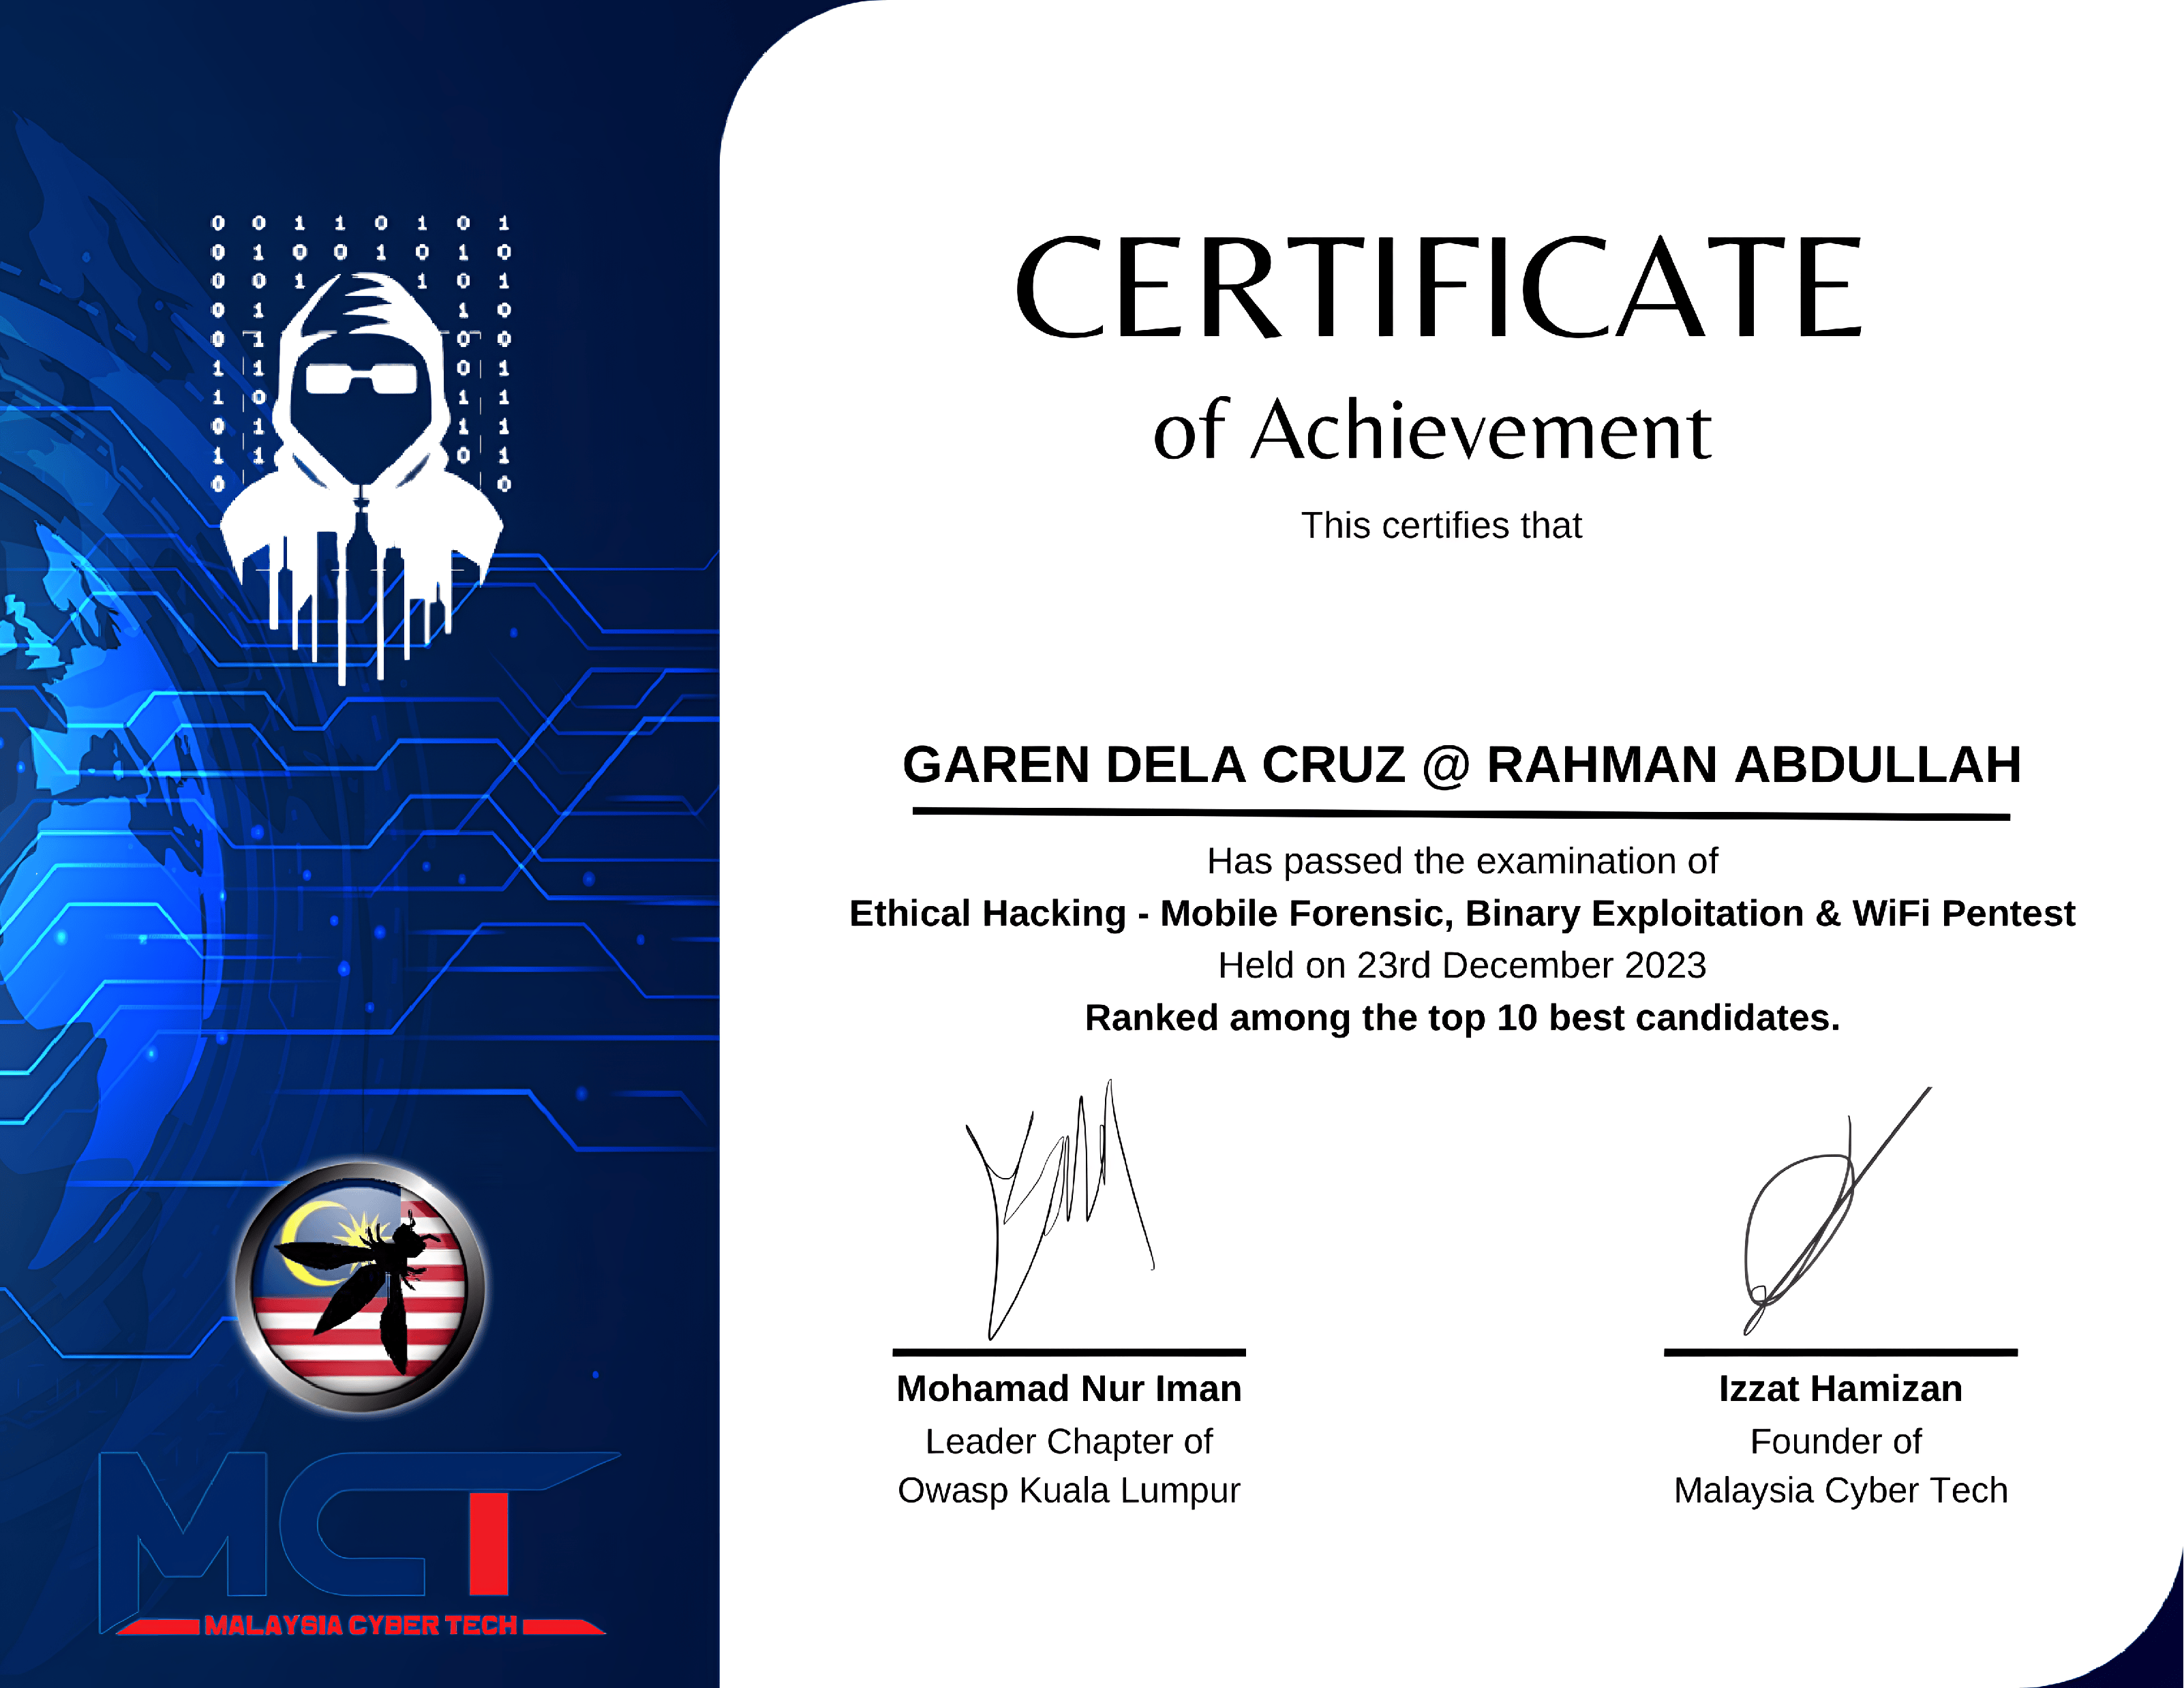 0 0 1 1 0 1 0 1
0 1 0 0 1 0 1 0
0 0 1 1 0 1
0 1 1 0
0 1 0 0
1 1 0 1
1 0 1 1
0 1 1 1
1 1 0 1
0 0
CERTIFICATE
of Achievement
This certifies that
GAREN DELA CRUZ @ RAHMAN ABDULLAH
Has passed the examination of
Ethical Hacking - Mobile Forensic, Binary Exploitation & WiFi Pentest
Held on 23rd December 2023
Ranked among the top 10 best candidates.
Mohamad Nur Iman
Leader Chapter of
Owasp Kuala Lumpur
Izzat Hamizan
Founder of
Malaysia Cyber Tech
MCT
MALAYSIA CYBER TECH